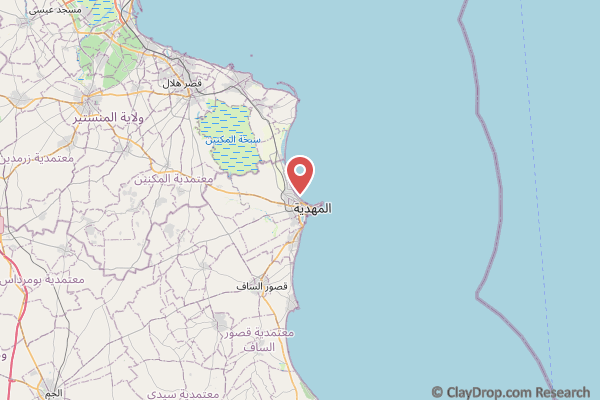 مسجد عيسى
قصر هلال
ولاية المنستير
سبخة المكنين
معتمدية زرمدين
معتمدية المكنين
المهدية
معتمدية بومرداس
قصور الساف
معتمدية قصور
الساف
الجم
معتمدية سيدي
© ClayDrop.com Research